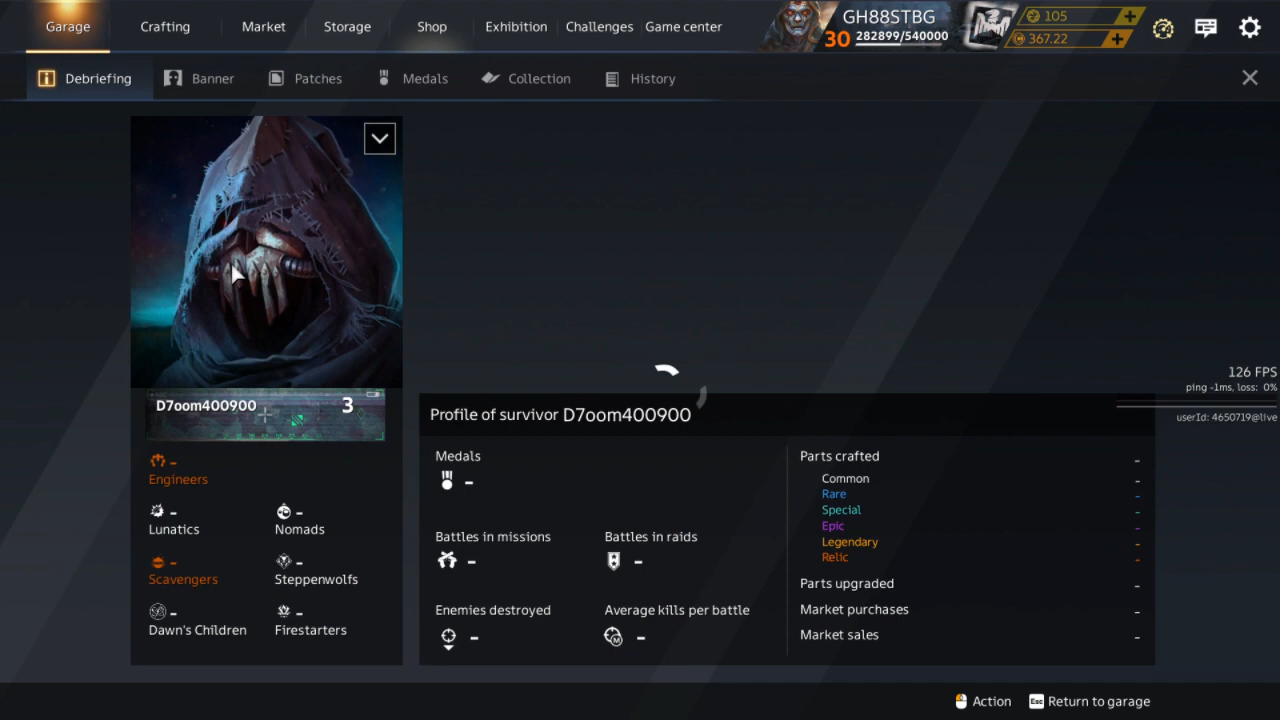 Garage Crafting Market Storage Shop Exhibition Challenges Game center
GH88STBG
30 282899/540000
105
367.22
Debriefing Banner Patches Medals Collection History
D7oom400900 3
-
Engineers
- -
Lunatics Nomads
- -
Scavengers Steppenwolfs
- -
Dawn's Children Firestarters
Profile of survivor D7oom400900
Medals
-
Battles in missions Battles in raids
- -
Enemies destroyed Average kills per battle
M
- -
Parts crafted -
Common -
Rare -
Special -
Epic -
Legendary -
Relic -
Parts upgraded -
Market purchases -
Market sales -
126 FPS
ping -1ms, loss: 0%
userId: 4650719@live
Action Esc Return to garage